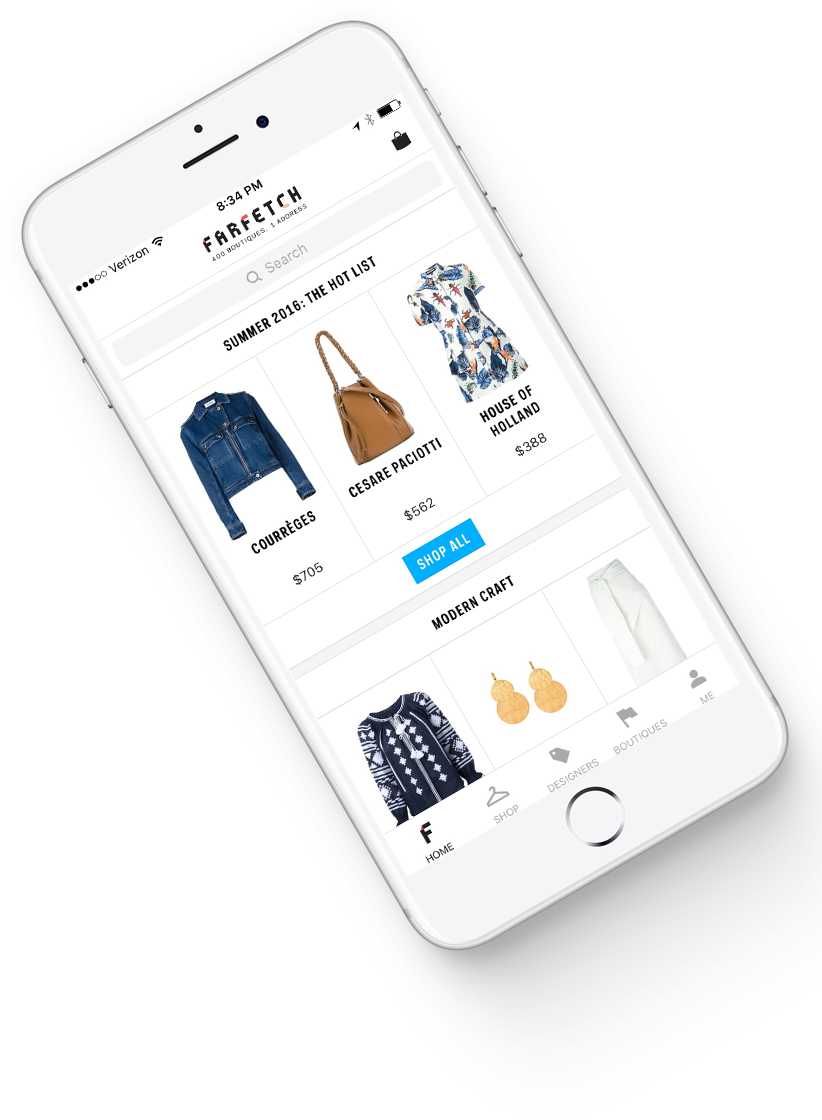 ●●●○○ Verizon
8:34 PM
FARFETCH
400 BOUTIQUES. 1 ADDRESS
Search
SUMMER 2016: THE HOT LIST
COURRÈGES
$705
CESARE PACIOTTI
$562
HOUSE OF
HOLLAND
$388
SHOP ALL
MODERN CRAFT
HOME
SHOP
DESIGNERS
BOUTIQUES
ME